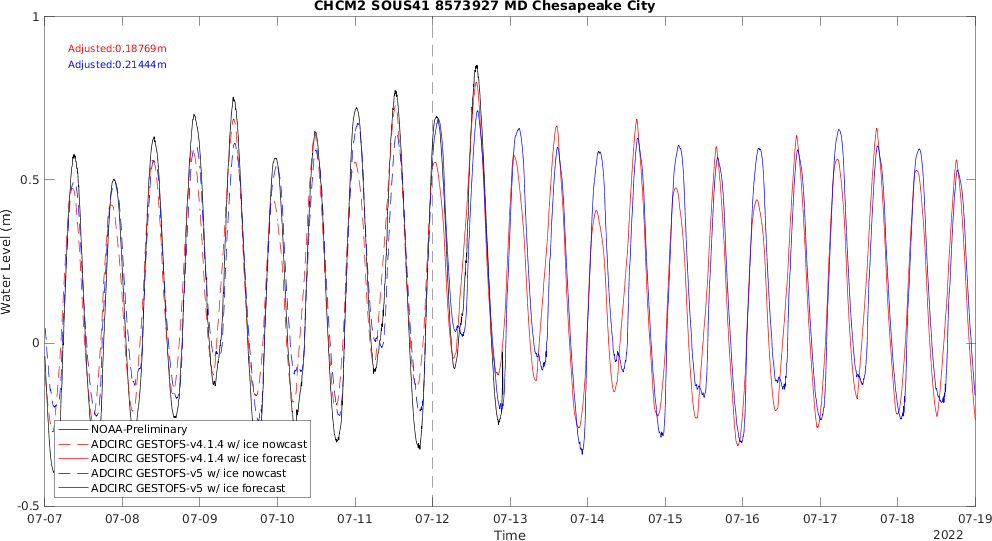 CHCM2 SOUS41 8573927 MD Chesapeake City
1
Adjusted:0.18769m
Adjusted:0.21444m
0.5
Water Level (m)
0
NOAA-Preliminary
ADCIRC GESTOFS-v4.1.4 w/ ice nowcast
ADCIRC GESTOFS-v4.1.4 w/ ice forecast
ADCIRC GESTOFS-v5 w/ ice nowcast
ADCIRC GESTOFS-v5 w/ ice forecast
-0.5
07-07 07-08 07-09 07-10 07-11 07-12 07-13 07-14 07-15 07-16 07-17 07-18 07-19
Time
2022